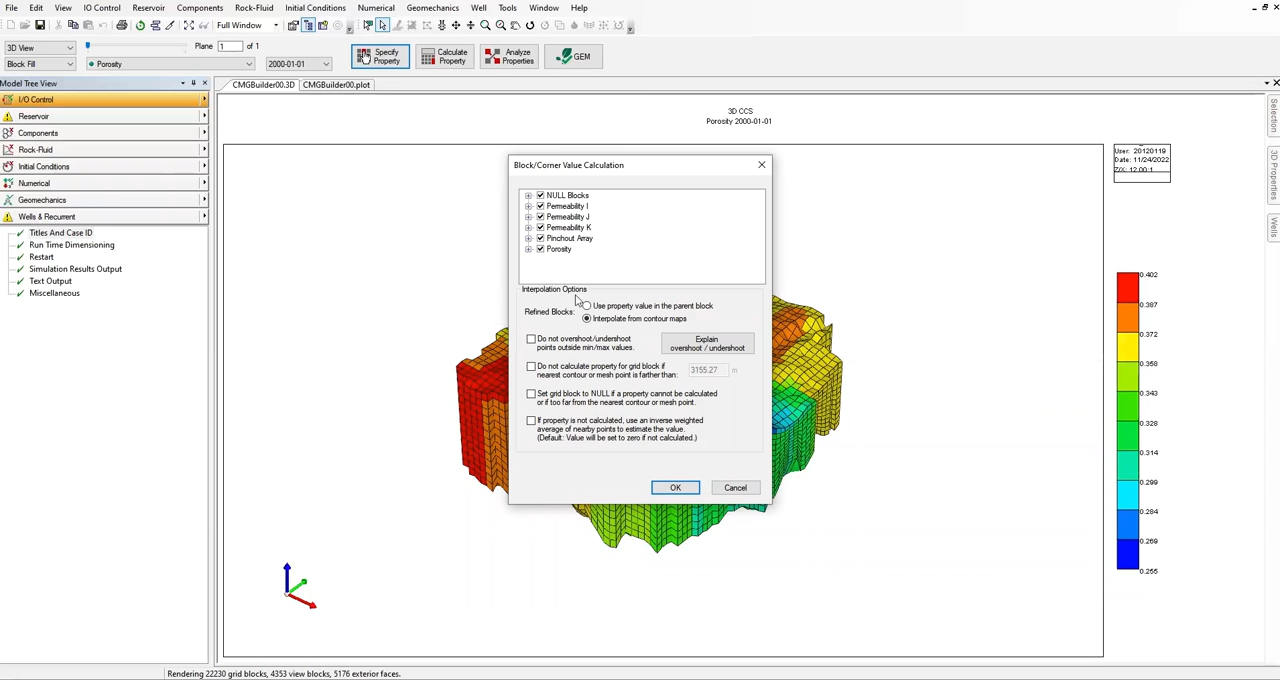 File Edit View IO Control Reservoir Components Rock-Fluid Initial Conditions Numerical Geomechanics Well Tools Window Help
Full Window
3D View Plane 1 of 1
Block Fill Porosity 2000-01-01
Specify Property
Calculate Property
Analyze Properties
GEM
Model Tree View
CMGBuilder00.3D CMGBuilder00.plot
I/O Control
Reservoir
Components
Rock-Fluid
Initial Conditions
Numerical
Geomechanics
Wells & Recurrent
Titles And Case ID
Run Time Dimensioning
Restart
Simulation Results Output
Text Output
Miscellaneous
3D CCS
Porosity 2000-01-01
User: 20120119
Date: 11/24/2022
Z/X: 12.00:1
Selection
3D Properties
Wells
Block/Corner Value Calculation
NULL Blocks
Permeability I
Permeability J
Permeability K
Pinchout Array
Porosity
Interpolation Options
Refined Blocks:
Use property value in the parent block
Interpolate from contour maps
Do not overshoot/undershoot
points outside min/max values.
Explain
overshoot / undershoot
Do not calculate property for grid block if
nearest contour or mesh point is farther than:
3155.27 m
Set grid block to NULL if a property cannot be calculated
or if too far from the nearest contour or mesh point.
If property is not calculated, use an inverse weighted
average of nearby points to estimate the value.
(Default: Value will be set to zero if not calculated.)
OK Cancel
0.402
0.387
0.372
0.358
0.343
0.328
0.314
0.299
0.284
0.269
0.255
Rendering 22230 grid blocks, 4353 view blocks, 5176 exterior faces.